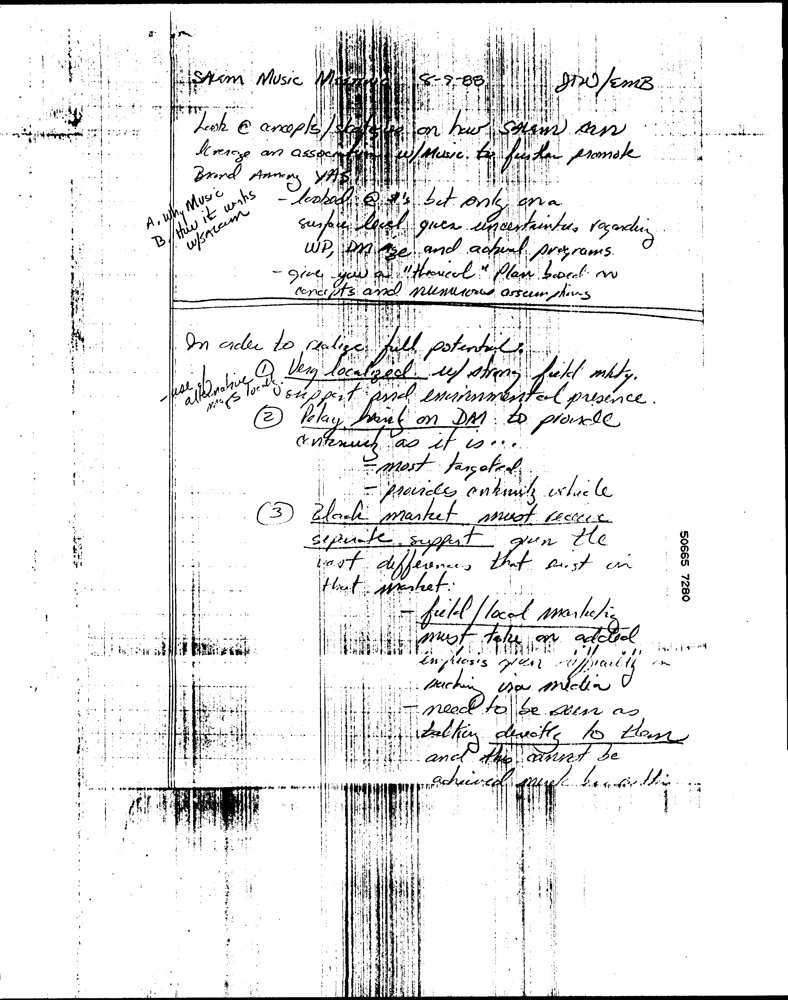 Salem Music Meeting 8-9-88 JTW/EMB
Look @ concepts/strategies on how Salem can
leverage an association w/Music to further promote
Brand Among YAS
A. Why Music
B. How it works
w/Salem
- looked @ #'s but only on a
surface level given uncertainties regarding
WP, DM Age and actual programs.
- give you a "theoretical" Plan based on
concepts and numerous assumptions
In order to realize full potential:
① Very localized w/ strong field mktg.
support and environmental presence.
- use of
alternative
mags locally
② Relay heavily on DM to provide
continuity as it is...
- most targeted
- provides continuity vehicle
③ Black market must receive
separate support given the
vast differences that exist in
that market:
- field/local marketing
must take on added
emphasis given difficulty in
reaching via media
- need to be seen as
talking directly to them
and this cannot be
achieved
50665 7280